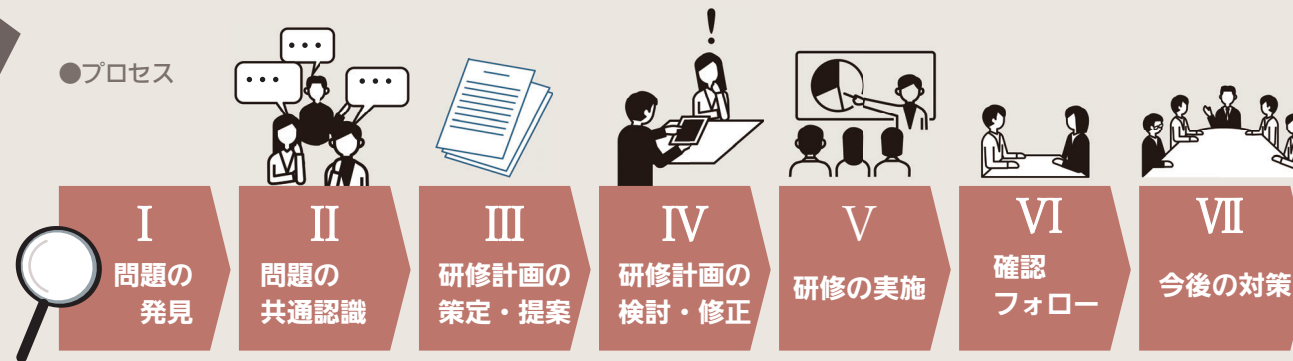 ●プロセス
!
Ⅰ
問題の
発見
Ⅱ
問題の
共通認識
Ⅲ
研修計画の
策定・提案
Ⅳ
研修計画の
検討・修正
Ⅴ
研修の実施
Ⅵ
確認
フォロー
Ⅶ
今後の対策